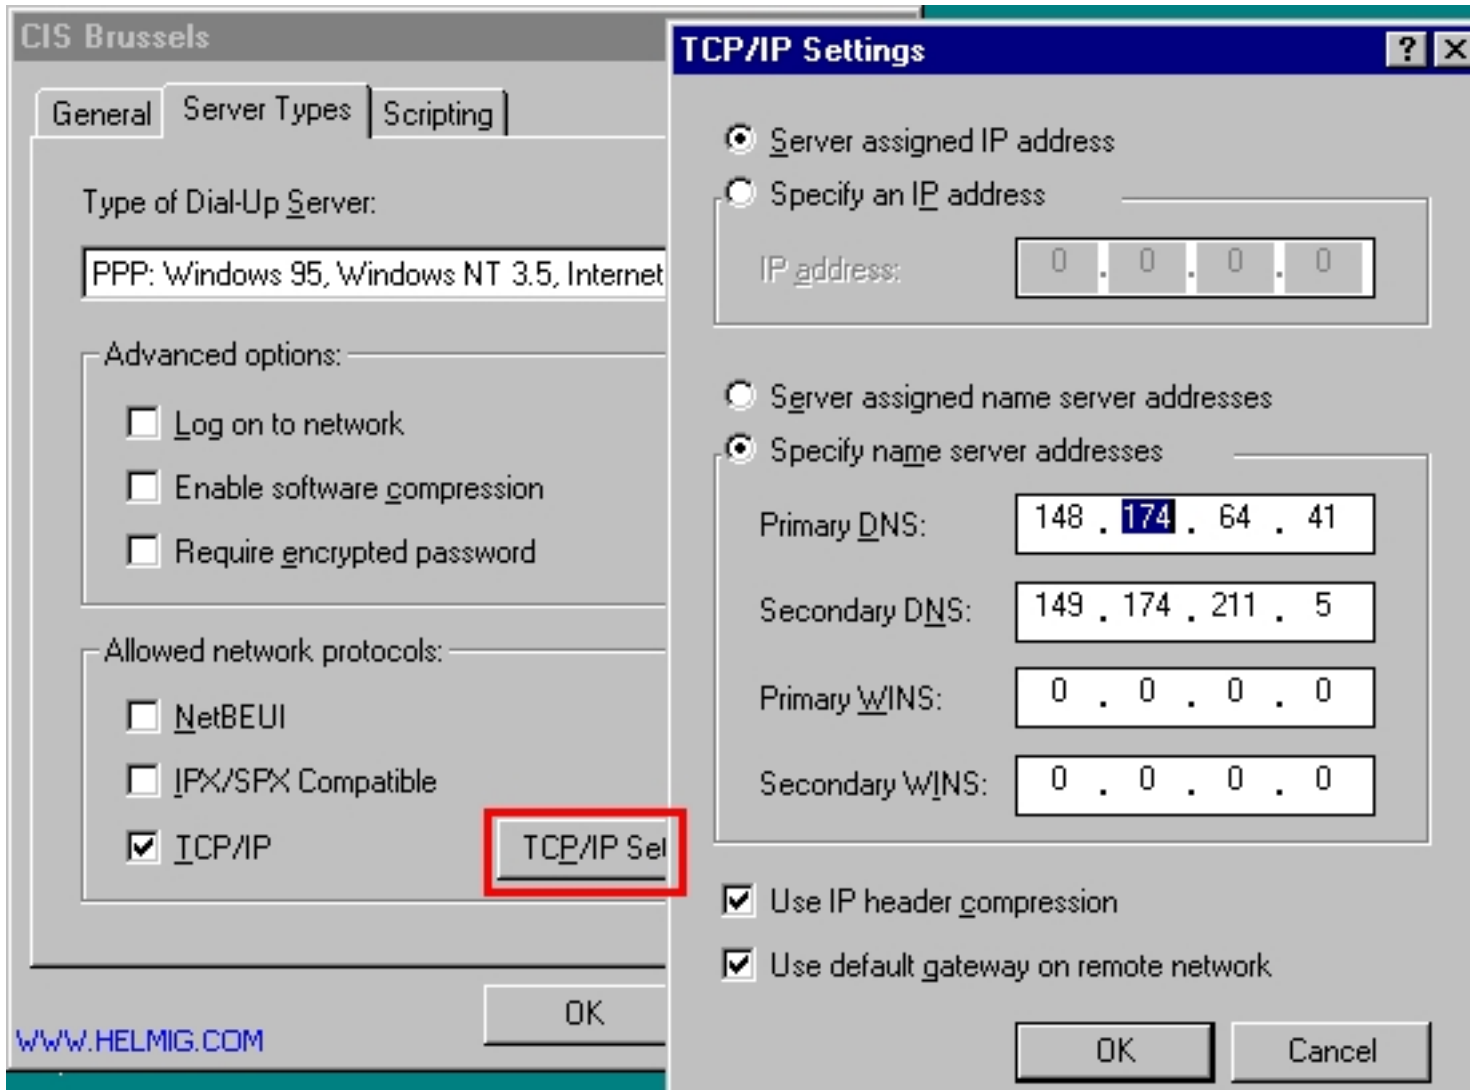 CIS Brussels
General
Server Types
Scripting
Type of Dial-Up Server:
PPP: Windows 95, Windows NT 3.5, Internet
Advanced options:
Log on to network
Enable software compression
Require encrypted password
Allowed network protocols:
NetBEUI
IPX/SPX Compatible
TCP/IP
TCP/IP Set
OK
WWW.HELMIG.COM
TCP/IP Settings
Server assigned IP address
Specify an IP address
IP address: 0 . 0 . 0 . 0
Server assigned name server addresses
Specify name server addresses
Primary DNS: 148 . 174 . 64 . 41
Secondary DNS: 149 . 174 . 211 . 5
Primary WINS: 0 . 0 . 0 . 0
Secondary WINS: 0 . 0 . 0 . 0
Use IP header compression
Use default gateway on remote network
OK
Cancel